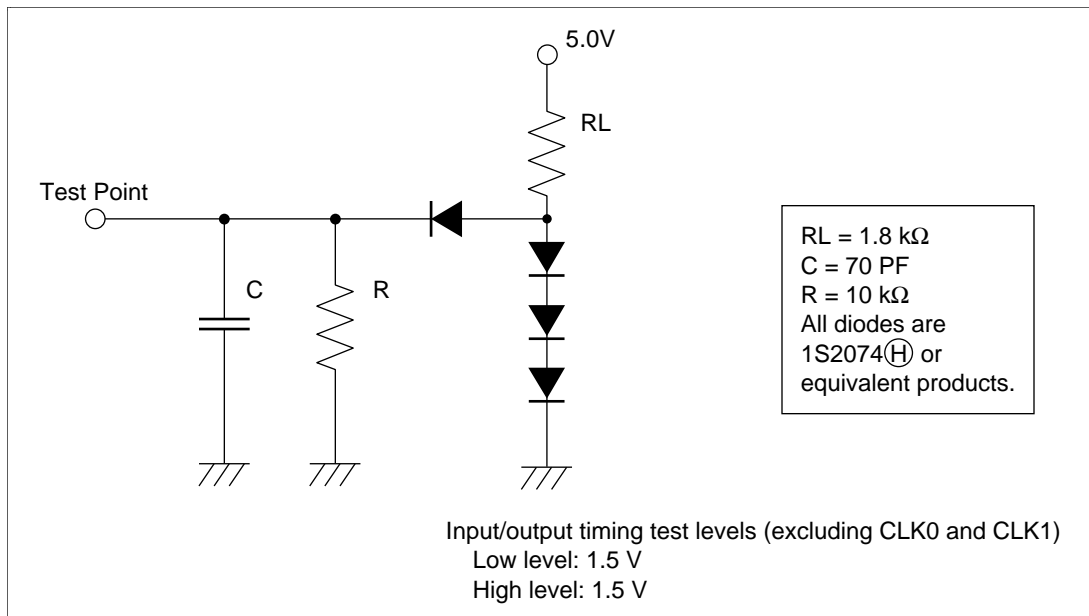 5.0V
RL
Test Point
C
R
RL = 1.8 kΩ
C = 70 PF
R = 10 kΩ
All diodes are
1S2074Ⓗ or
equivalent products.
Input/output timing test levels (excluding CLK0 and CLK1)
Low level: 1.5 V
High level: 1.5 V